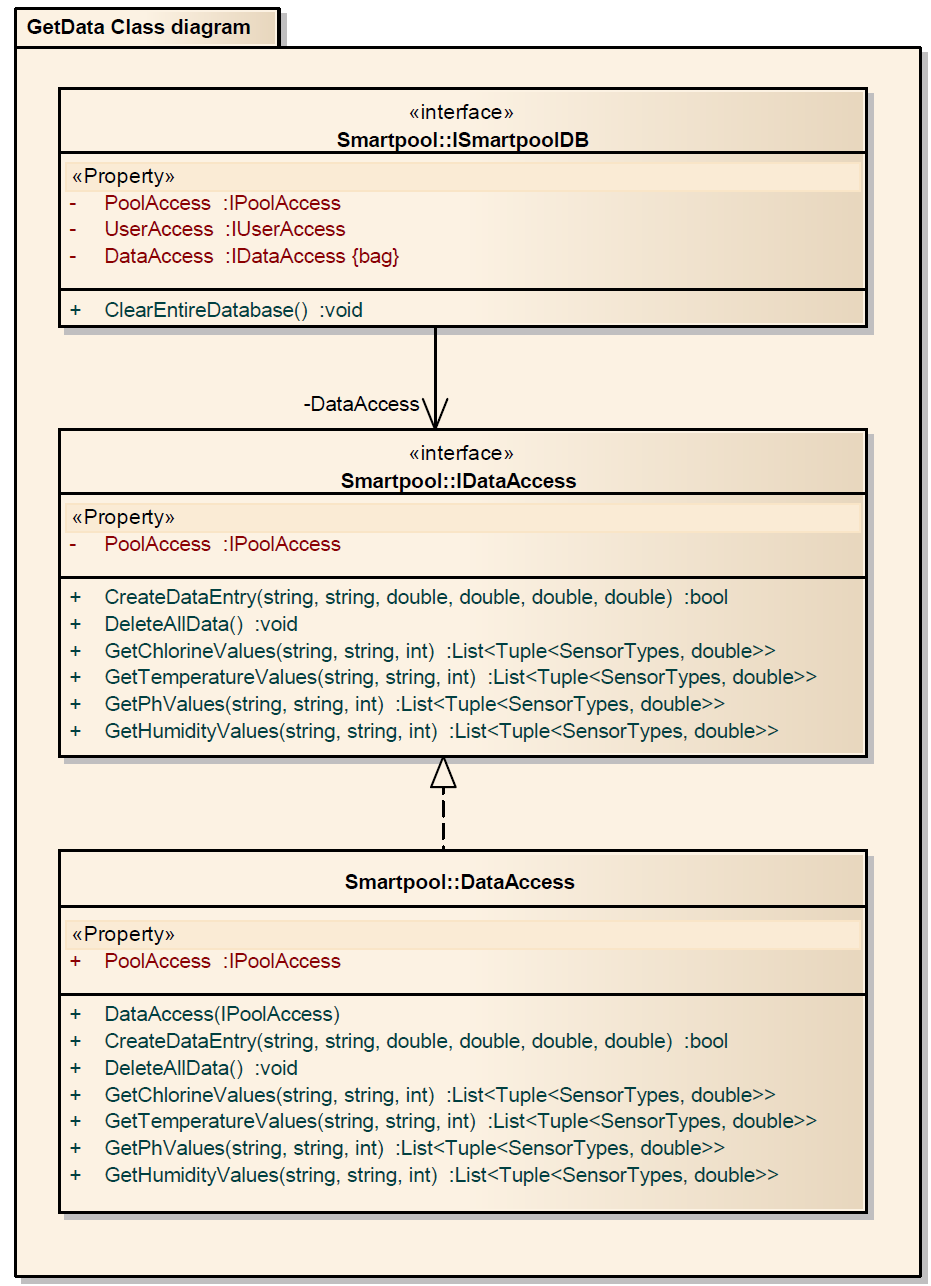 GetData Class diagram
«interface»
Smartpool::ISmartpoolDB
«Property»
- PoolAccess :IPoolAccess
- UserAccess :IUserAccess
- DataAccess :IDataAccess {bag}
+ ClearEntireDatabase() :void
-DataAccess
«interface»
Smartpool::IDataAccess
«Property»
- PoolAccess :IPoolAccess
+ CreateDataEntry(string, string, double, double, double, double) :bool
+ DeleteAllData() :void
+ GetChlorineValues(string, string, int) :List<Tuple<SensorTypes, double>>
+ GetTemperatureValues(string, string, int) :List<Tuple<SensorTypes, double>>
+ GetPhValues(string, string, int) :List<Tuple<SensorTypes, double>>
+ GetHumidityValues(string, string, int) :List<Tuple<SensorTypes, double>>
Smartpool::DataAccess
«Property»
+ PoolAccess :IPoolAccess
+ DataAccess(IPoolAccess)
+ CreateDataEntry(string, string, double, double, double, double) :bool
+ DeleteAllData() :void
+ GetChlorineValues(string, string, int) :List<Tuple<SensorTypes, double>>
+ GetTemperatureValues(string, string, int) :List<Tuple<SensorTypes, double>>
+ GetPhValues(string, string, int) :List<Tuple<SensorTypes, double>>
+ GetHumidityValues(string, string, int) :List<Tuple<SensorTypes, double>>